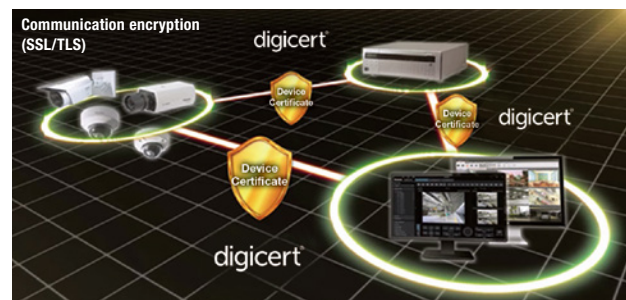 Communication encryption
(SSL/TLS)
digicert®
Device
Certificate
Device
Certificate
digicert®
Device
Certificate
digicert®